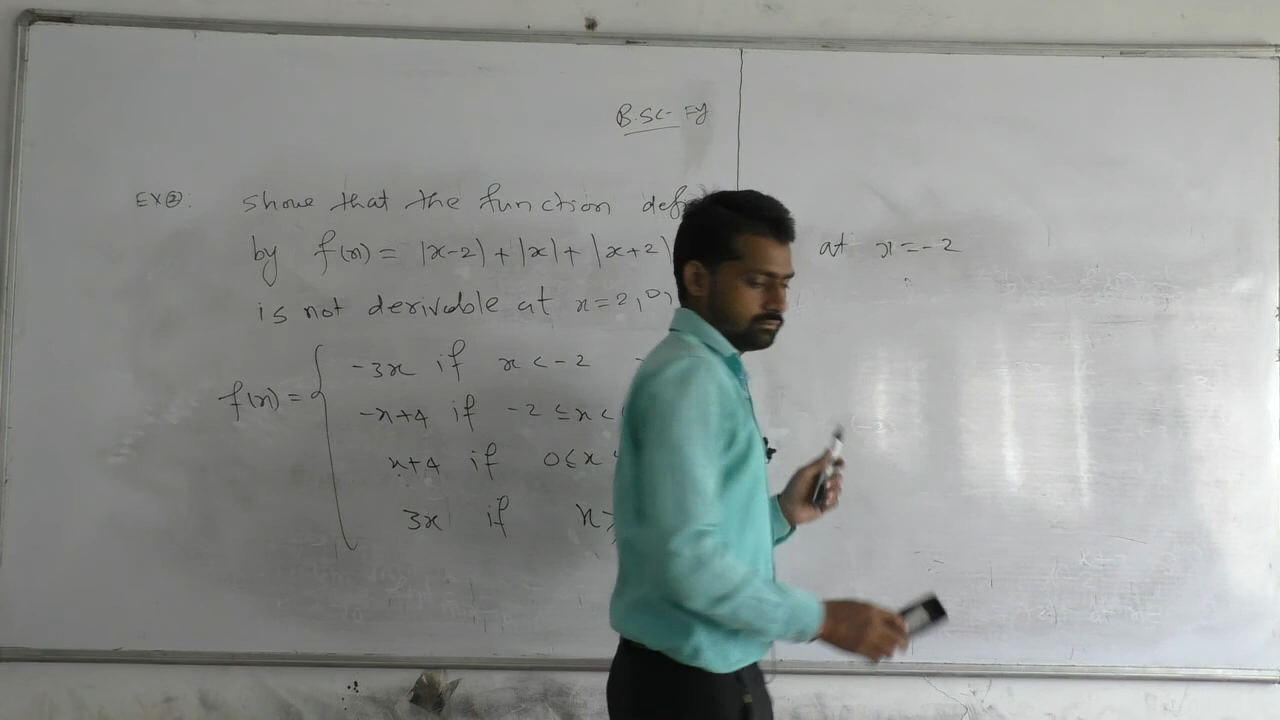 B.Sc. FY
EX②: Show that the function def
by f(x) = |x-2| + |x| + |x+2|
is not derivable at x=2,0,
f(x) = { -3x if x < -2
-x+4 if -2 ≤ x <
x+4 if 0 ≤ x
3x if x >
at x=-2